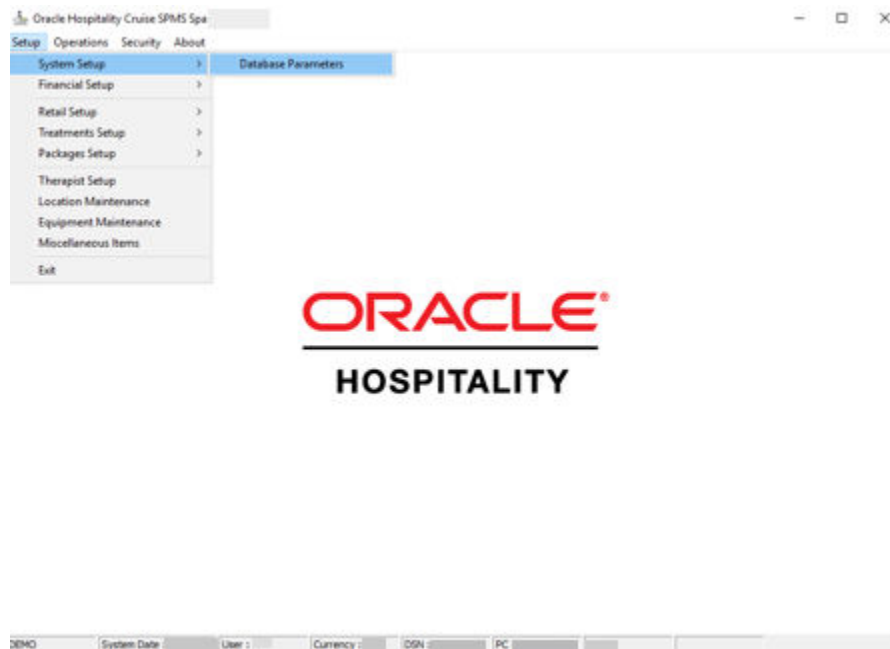 Oracle Hospitality Cruise SPMS Spa
Setup Operations Security About
System Setup > Database Parameters
Financial Setup >
Retail Setup >
Treatments Setup >
Packages Setup >
Therapist Setup
Location Maintenance
Equipment Maintenance
Miscellaneous Items
Exit
ORACLE®
HOSPITALITY
DEMO System Date User : Currency : DSN : PC